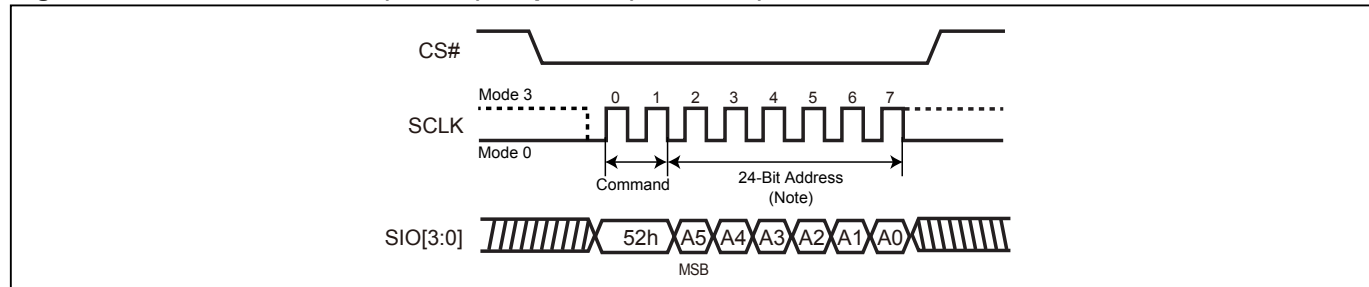 CS#
Mode 3
0 1 2 3 4 5 6 7
SCLK
Mode 0
Command
24-Bit Address
(Note)
SIO[3:0]
52h A5 A4 A3 A2 A1 A0
MSB